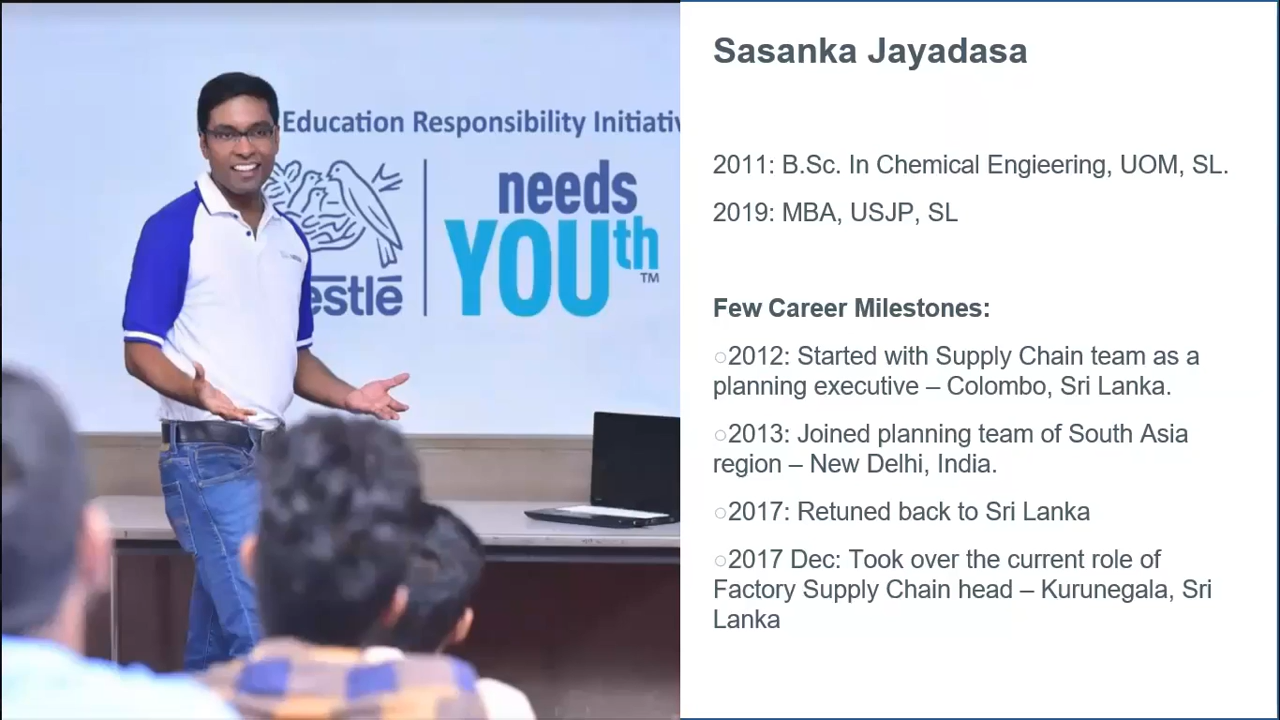 Education Responsibility Initiativ
needs
YOUth
TM
estlé
Sasanka Jayadasa
2011: B.Sc. In Chemical Engieering, UOM, SL.
2019: MBA, USJP, SL
Few Career Milestones:
○2012: Started with Supply Chain team as a
planning executive – Colombo, Sri Lanka.
○2013: Joined planning team of South Asia
region – New Delhi, India.
○2017: Retuned back to Sri Lanka
○2017 Dec: Took over the current role of
Factory Supply Chain head – Kurunegala, Sri
Lanka